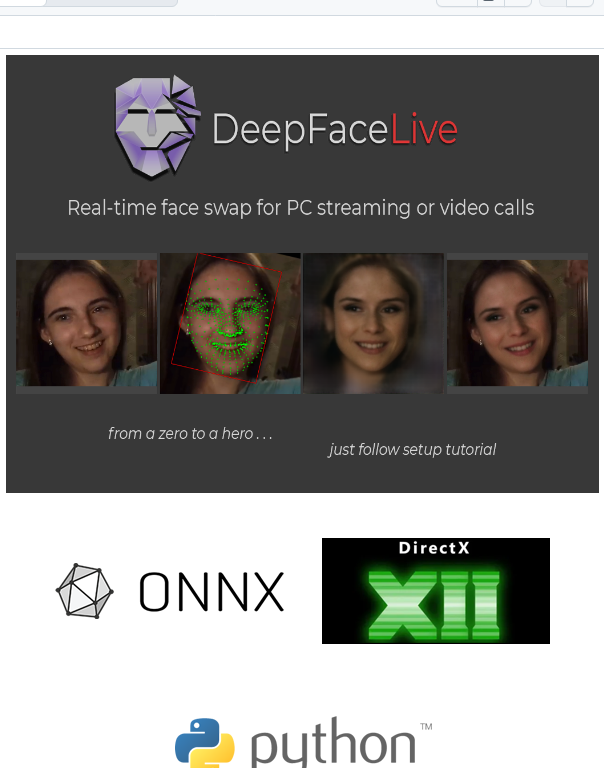 DeepFaceLive
Real-time face swap for PC streaming or video calls
from a zero to a hero . . .
just follow setup tutorial
ONNX
DirectX
XII
python™